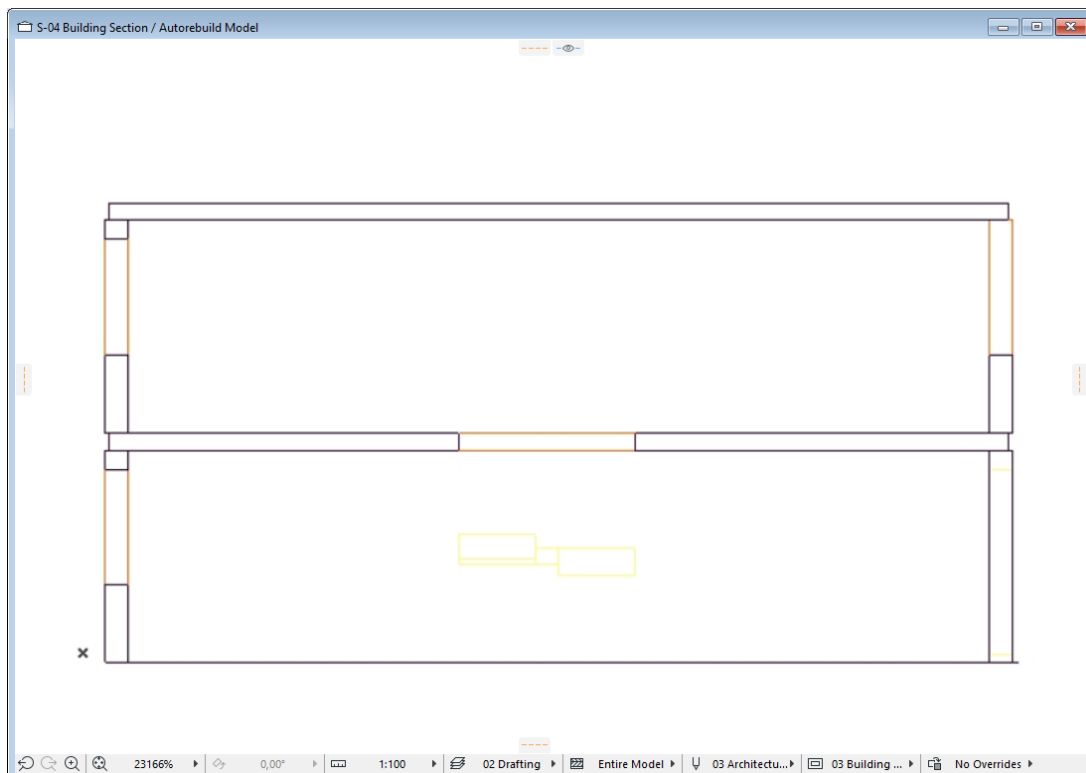 S-04 Building Section / Autorebuild Model
23166% 0,00° 1:100 02 Drafting Entire Model 03 Architectu... 03 Building ... No Overrides